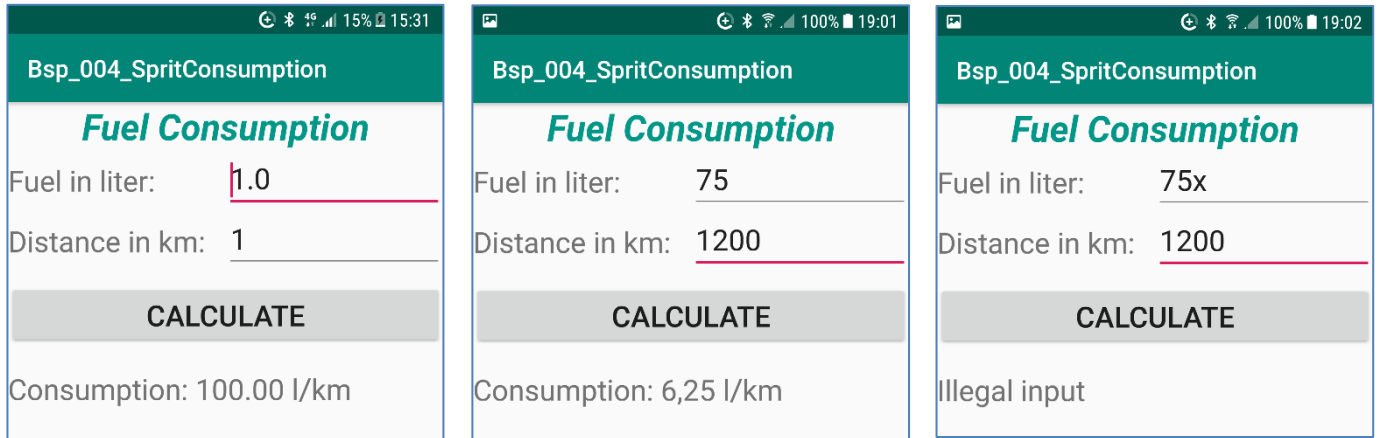 4G 15% 15:31
Bsp_004_SpritConsumption
Fuel Consumption
Fuel in liter: 1.0
Distance in km: 1
CALCULATE
Consumption: 100.00 l/km
100% 19:01
Bsp_004_SpritConsumption
Fuel Consumption
Fuel in liter: 75
Distance in km: 1200
CALCULATE
Consumption: 6,25 l/km
100% 19:02
Bsp_004_SpritConsumption
Fuel Consumption
Fuel in liter: 75x
Distance in km: 1200
CALCULATE
Illegal input